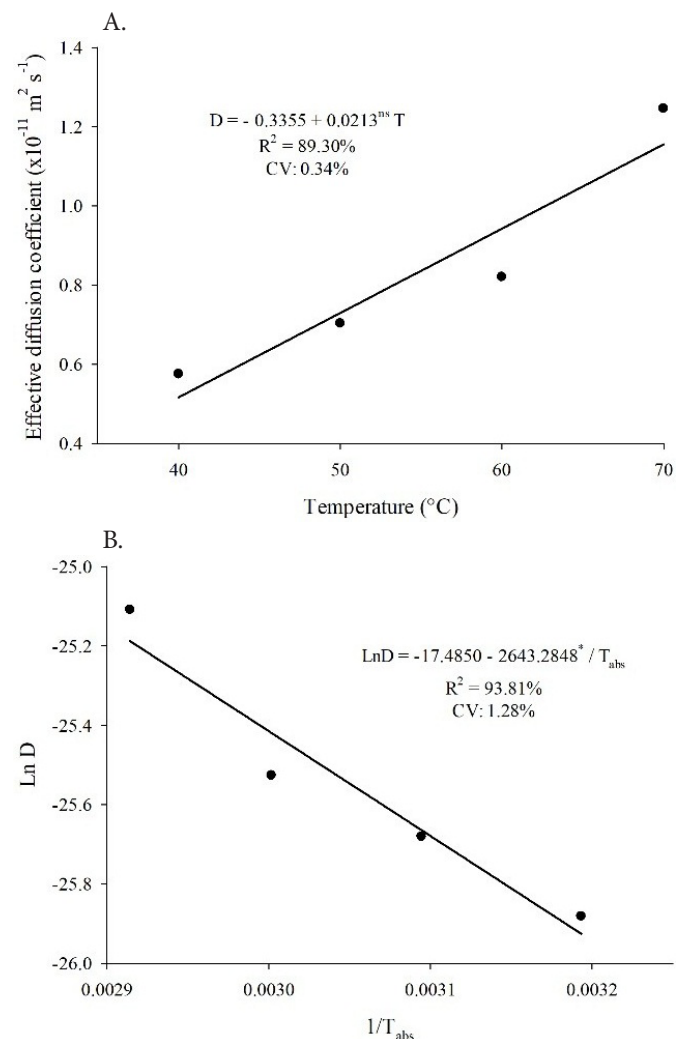 A.
1.4
1.2
1.0
0.8
0.6
0.4
Effective diffusion coefficient (x10⁻¹¹ m² s⁻¹)
D = - 0.3355 + 0.0213ⁿˢ T
R² = 89.30%
CV: 0.34%
40 50 60 70
Temperature (°C)
B.
-25.0
-25.2
-25.4
-25.6
-25.8
-26.0
Ln D
LnD = -17.4850 - 2643.2848* / Tabs
R² = 93.81%
CV: 1.28%
0.0029 0.0030 0.0031 0.0032
1/Tabs